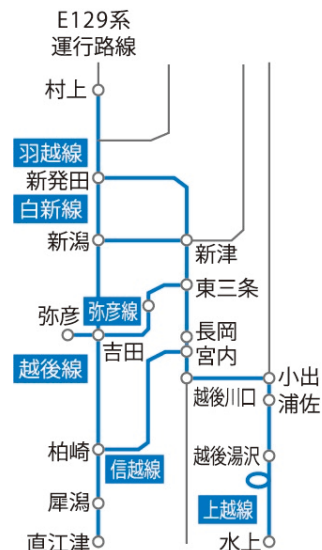 E129系
運行路線
村上
羽越線
新発田
白新線
新潟
新津
東三条
弥彦線
弥彦
吉田
長岡
宮内
越後線
越後川口
小出
浦佐
柏崎
信越線
越後湯沢
上越線
犀潟
直江津
水上